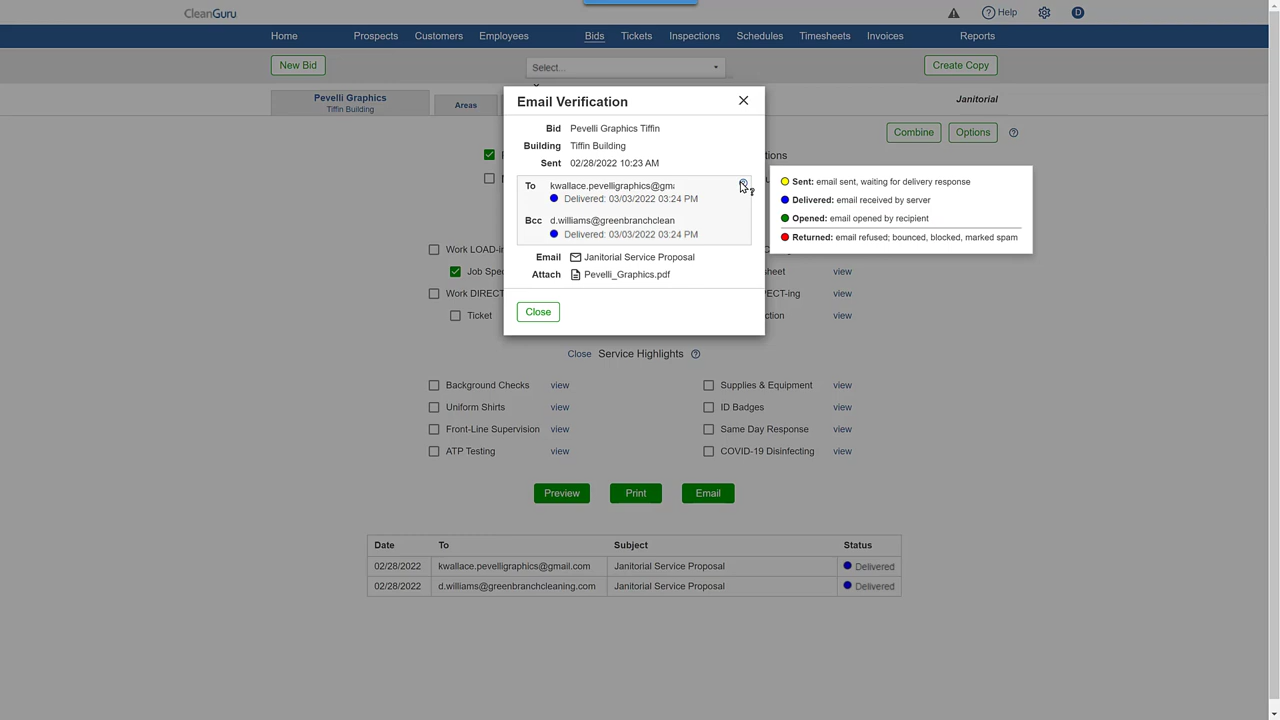 CleanGuru
Help
D
Home Prospects Customers Employees Bids Tickets Inspections Schedules Timesheets Invoices Reports
New Bid
Select...
Create Copy
Pevelli Graphics
Tiffin Building
Areas
Janitorial
Combine
Options
Email Verification
Bid Pevelli Graphics Tiffin
Building Tiffin Building
Sent 02/28/2022 10:23 AM
To kwallace.pevelligraphics@gm
Delivered: 03/03/2022 03:24 PM
Bcc d.williams@greenbranchclean
Delivered: 03/03/2022 03:24 PM
Email Janitorial Service Proposal
Attach Pevelli_Graphics.pdf
Close
Sent: email sent, waiting for delivery response
Delivered: email received by server
Opened: email opened by recipient
Returned: email refused; bounced, blocked, marked spam
Work LOAD-i
Job Spe
view
Work DIRECT
view
Ticket
view
Close Service Highlights
Background Checks view Supplies & Equipment view
Uniform Shirts view ID Badges view
Front-Line Supervision view Same Day Response view
ATP Testing view COVID-19 Disinfecting view
Preview Print Email
Date To Subject Status
02/28/2022 kwallace.pevelligraphics@gmail.com Janitorial Service Proposal Delivered
02/28/2022 d.williams@greenbranchcleaning.com Janitorial Service Proposal Delivered